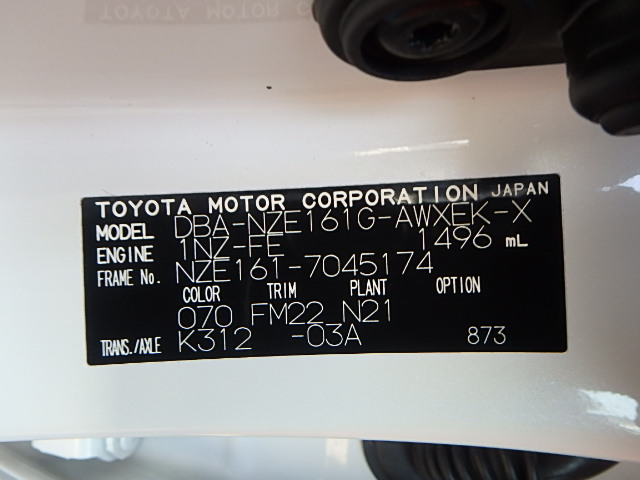 TOYOTA MOTOR CORPORATION JAPAN
MODEL DBA-NZE161G-AWXEK-X
ENGINE 1NZ-FE 1496 mL
FRAME No. NZE161-7045174
COLOR TRIM PLANT OPTION
070 FM22 N21
TRANS./AXLE K312 -03A 873